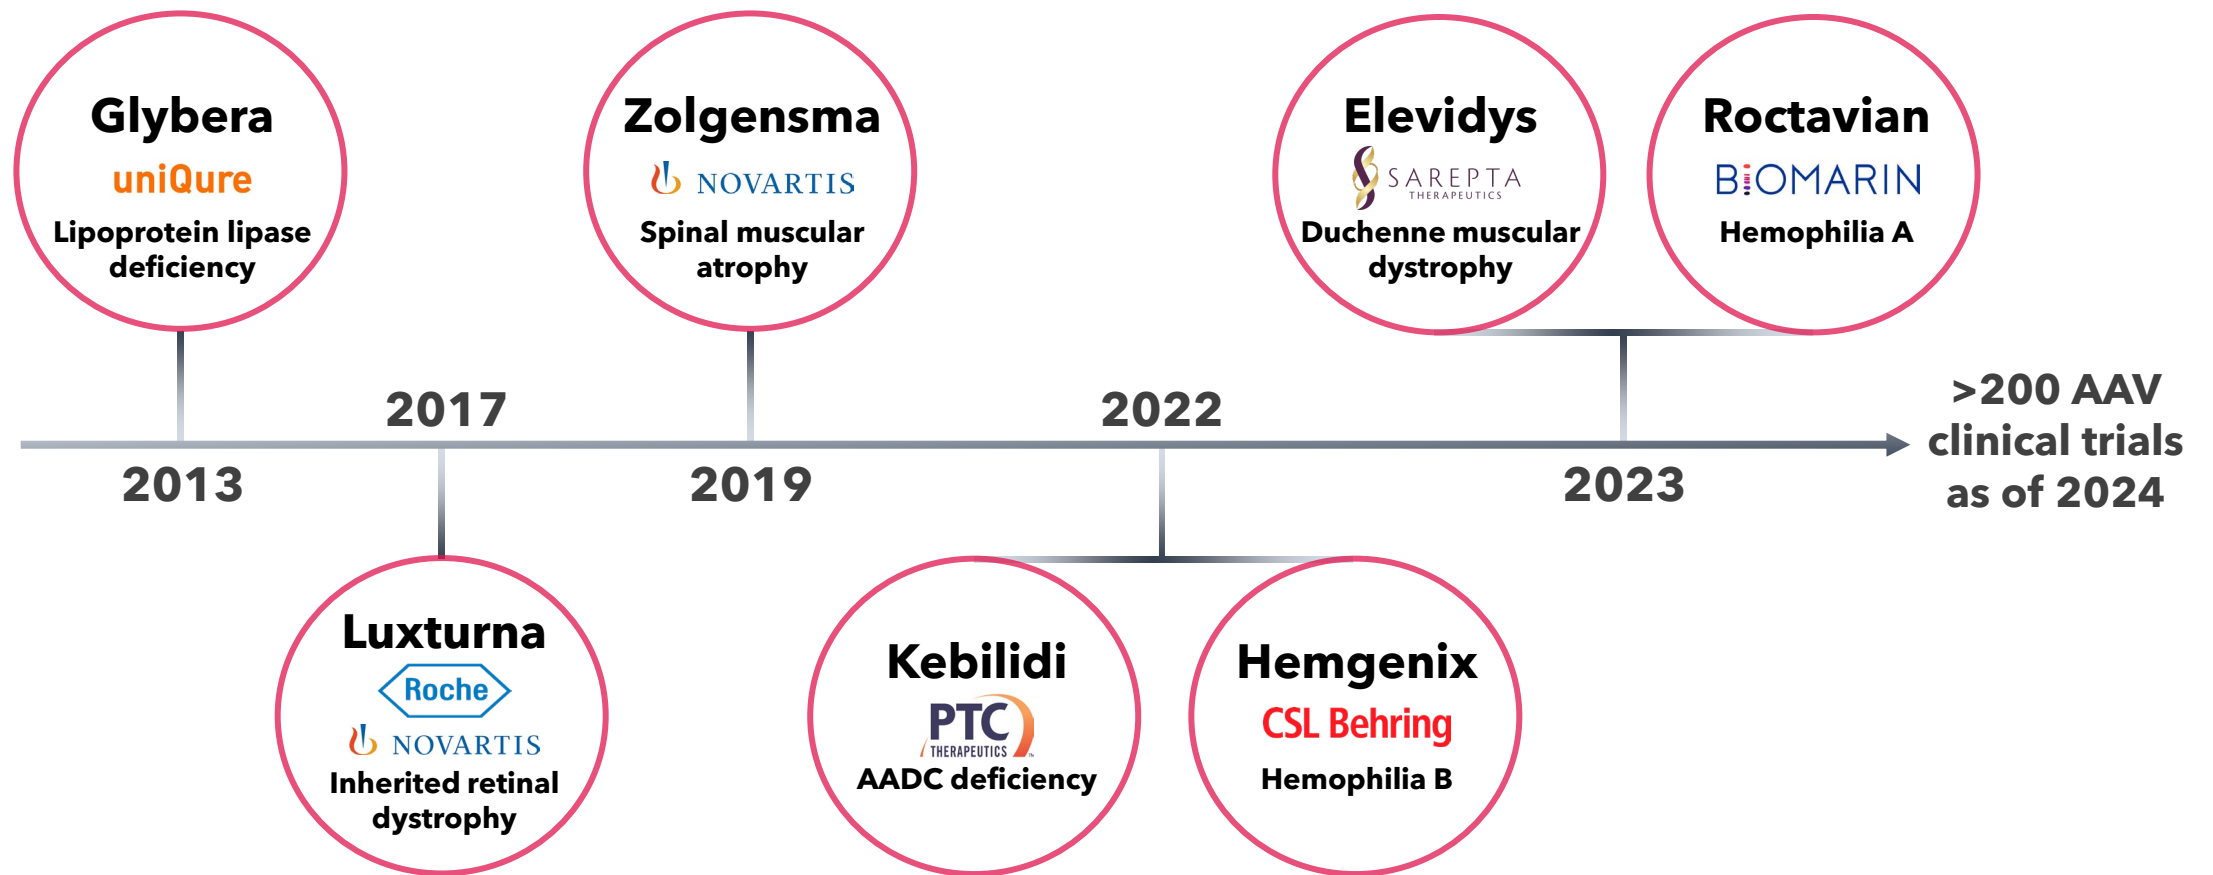 Glybera
uniQure
Lipoprotein lipase
deficiency
Zolgensma
NOVARTIS
Spinal muscular
atrophy
Elevidys
SAREPTA
THERAPEUTICS
Duchenne muscular
dystrophy
Roctavian
BIOMARIN
Hemophilia A
2017
2022
2013
2019
2023
>200 AAV
clinical trials
as of 2024
Luxturna
Roche
NOVARTIS
Inherited retinal
dystrophy
Kebilidi
PTC
THERAPEUTICS
AADC deficiency
Hemgenix
CSL Behring
Hemophilia B